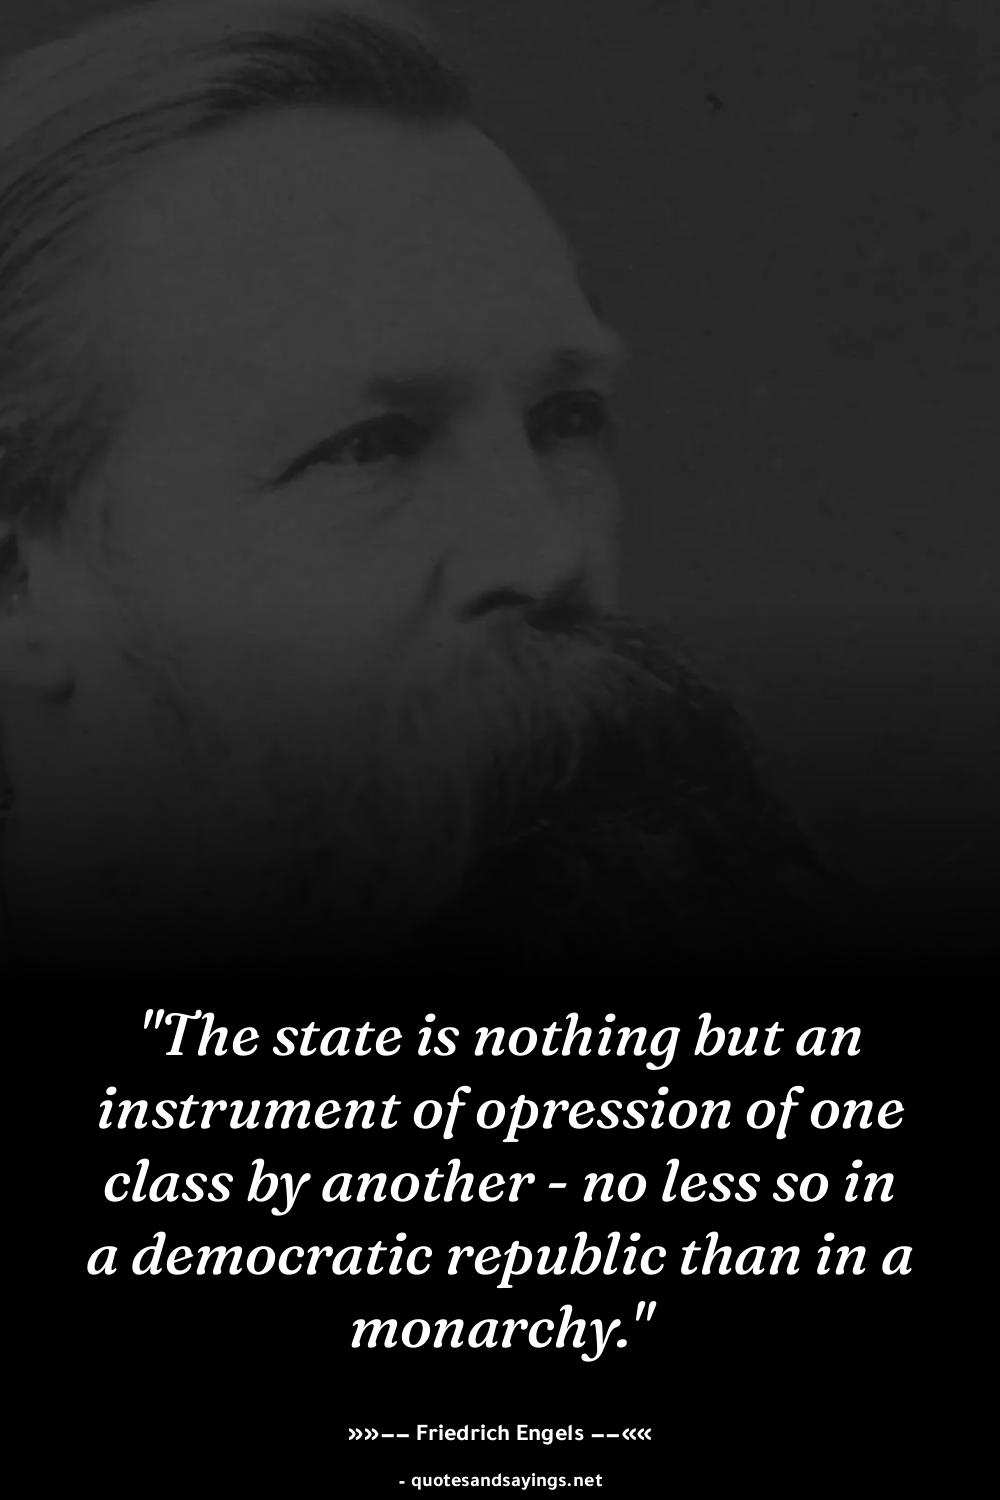 "The state is nothing but an
instrument of opression of one
class by another - no less so in
a democratic republic than in a
monarchy."
»»–– Friedrich Engels ––««
- quotesandsayings.net